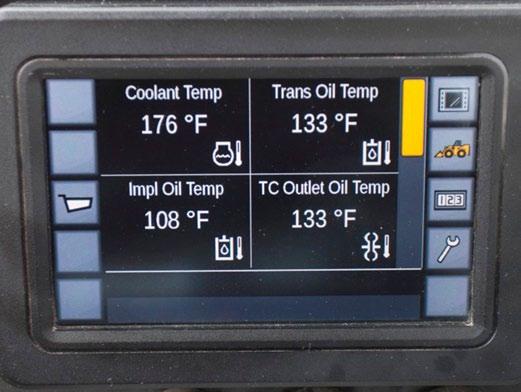 Coolant Temp
176 °F
Trans Oil Temp
133 °F
Impl Oil Temp
108 °F
TC Outlet Oil Temp
133 °F
123